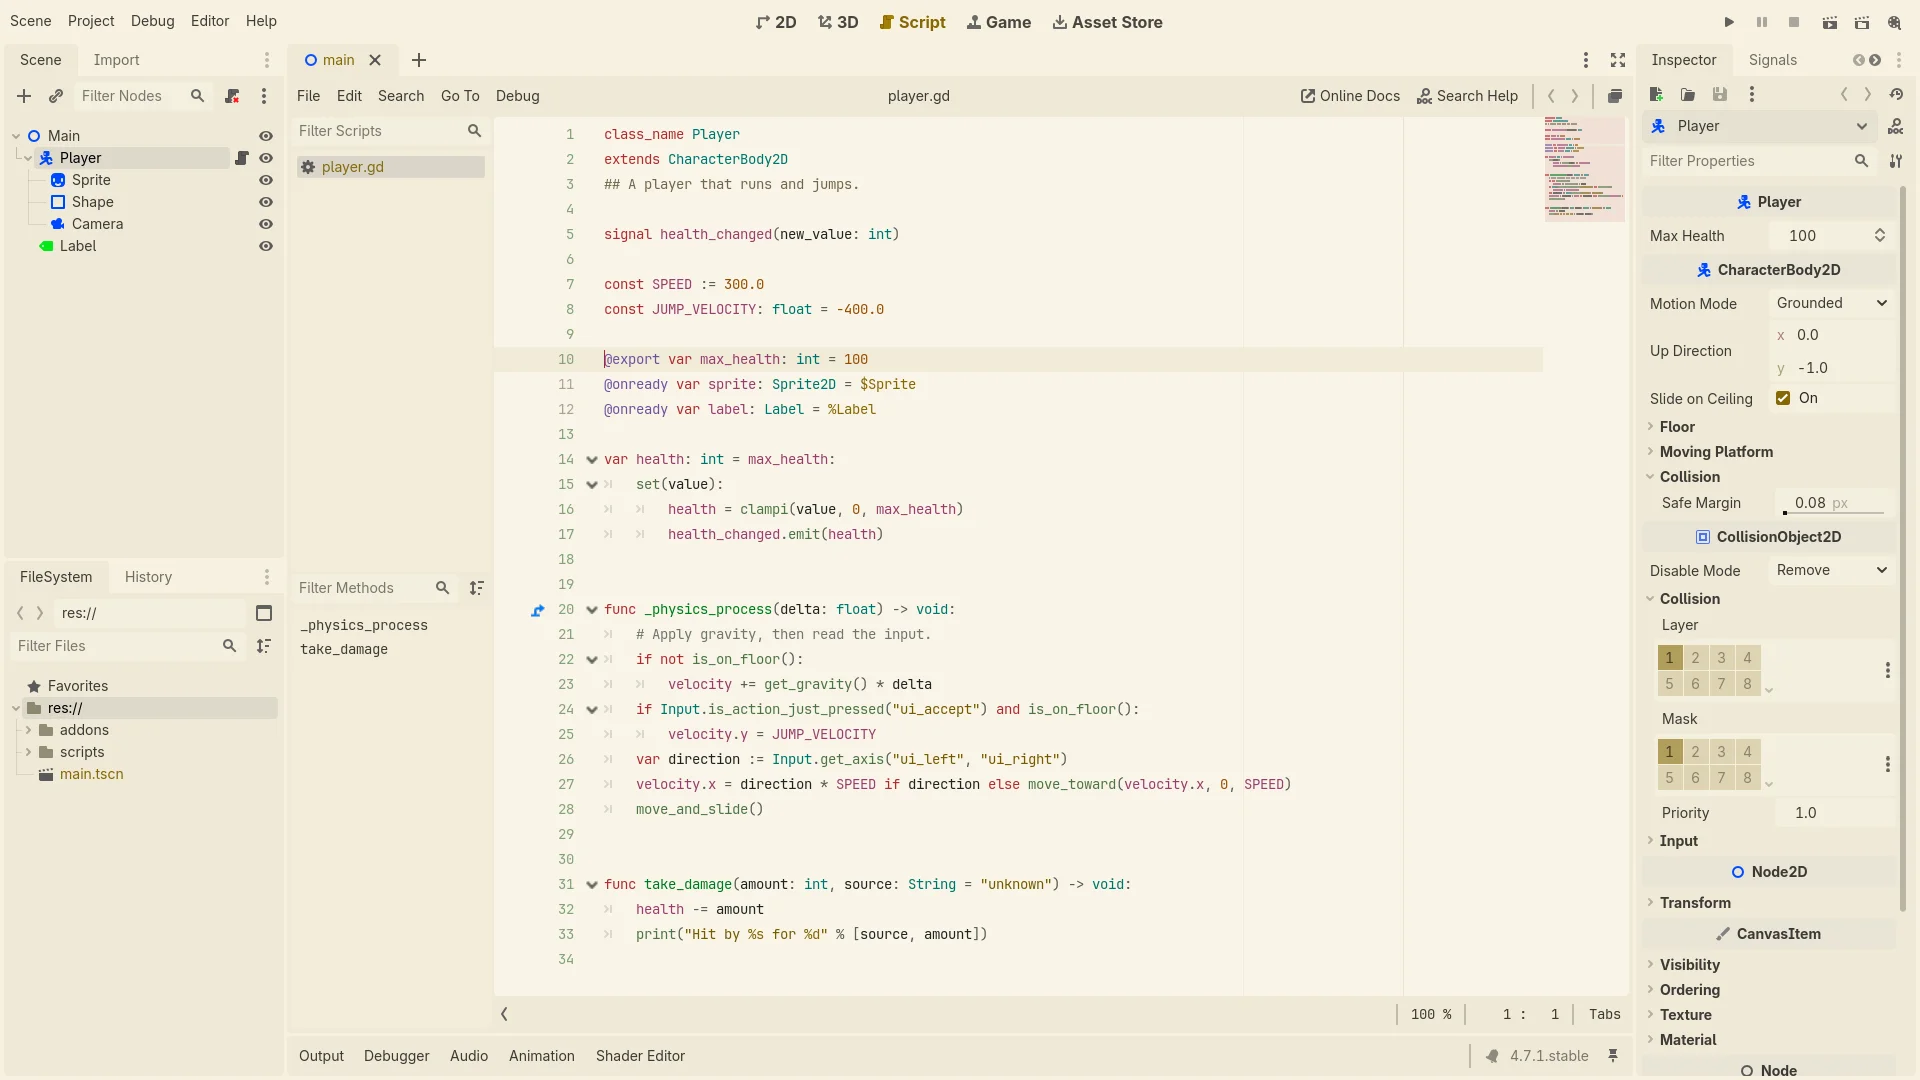 Scene Project Debug Editor Help
2D 3D Script Game Asset Store
Scene Import
Filter Nodes
Main
Player
Sprite
Shape
Camera
Label
FileSystem History
res://
Filter Files
Favorites
res://
addons
scripts
main.tscn
main
File Edit Search Go To Debug
player.gd
Online Docs Search Help
Filter Scripts
player.gd
Filter Methods
_physics_process
take_damage
1 class_name Player
2 extends CharacterBody2D
3 ## A player that runs and jumps.
4
5 signal health_changed(new_value: int)
6
7 const SPEED := 300.0
8 const JUMP_VELOCITY: float = -400.0
9
10 @export var max_health: int = 100
11 @onready var sprite: Sprite2D = $Sprite
12 @onready var label: Label = %Label
13
14 var health: int = max_health:
15 set(value):
16 health = clampi(value, 0, max_health)
17 health_changed.emit(health)
18
19
20 func _physics_process(delta: float) -> void:
21 # Apply gravity, then read the input.
22 if not is_on_floor():
23 velocity += get_gravity() * delta
24 if Input.is_action_just_pressed("ui_accept") and is_on_floor():
25 velocity.y = JUMP_VELOCITY
26 var direction := Input.get_axis("ui_left", "ui_right")
27 velocity.x = direction * SPEED if direction else move_toward(velocity.x, 0, SPEED)
28 move_and_slide()
29
30
31 func take_damage(amount: int, source: String = "unknown") -> void:
32 health -= amount
33 print("Hit by %s for %d" % [source, amount])
34
100 % 1 : 1 Tabs
Output Debugger Audio Animation Shader Editor
4.7.1.stable
Inspector Signals
Player
Filter Properties
Player
Max Health 100
CharacterBody2D
Motion Mode Grounded
Up Direction x 0.0
y -1.0
Slide on Ceiling On
Floor
Moving Platform
Collision
Safe Margin 0.08 px
CollisionObject2D
Disable Mode Remove
Collision
Layer
1 2 3 4
5 6 7 8
Mask
1 2 3 4
5 6 7 8
Priority 1.0
Input
Node2D
Transform
CanvasItem
Visibility
Ordering
Texture
Material
Node